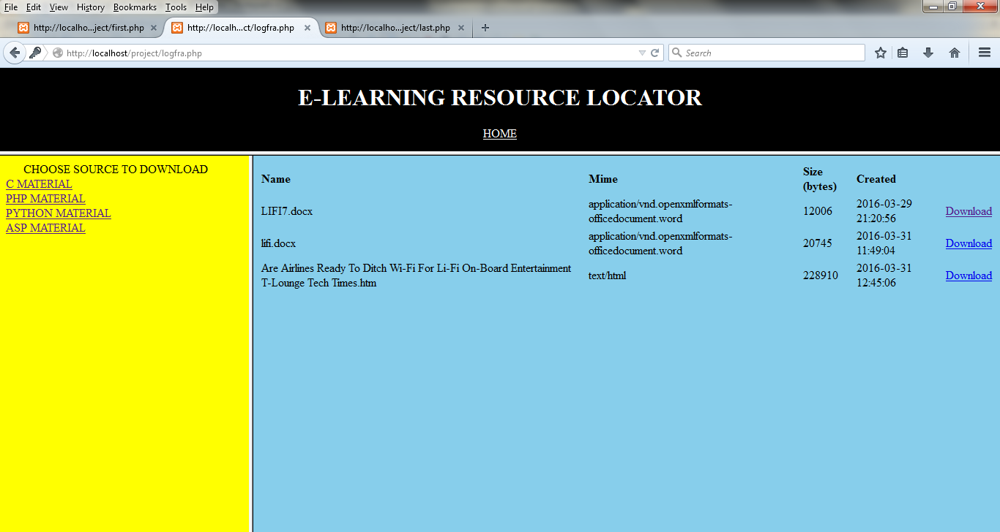 File Edit View History Bookmarks Tools Help
http://localho...ject/first.php
http://localh...ct/logfra.php
http://localho...ject/last.php
http://localhost/project/logfra.php
Search
E-LEARNING RESOURCE LOCATOR
HOME
CHOOSE SOURCE TO DOWNLOAD
C MATERIAL
PHP MATERIAL
PYTHON MATERIAL
ASP MATERIAL
Name Mime Size (bytes) Created
LIFI7.docx application/vnd.openxmlformats-officedocument.word 12006 2016-03-29 21:20:56 Download
lifi.docx application/vnd.openxmlformats-officedocument.word 20745 2016-03-31 11:49:04 Download
Are Airlines Ready To Ditch Wi-Fi For Li-Fi On-Board Entertainment T-Lounge Tech Times.htm text/html 228910 2016-03-31 12:45:06 Download